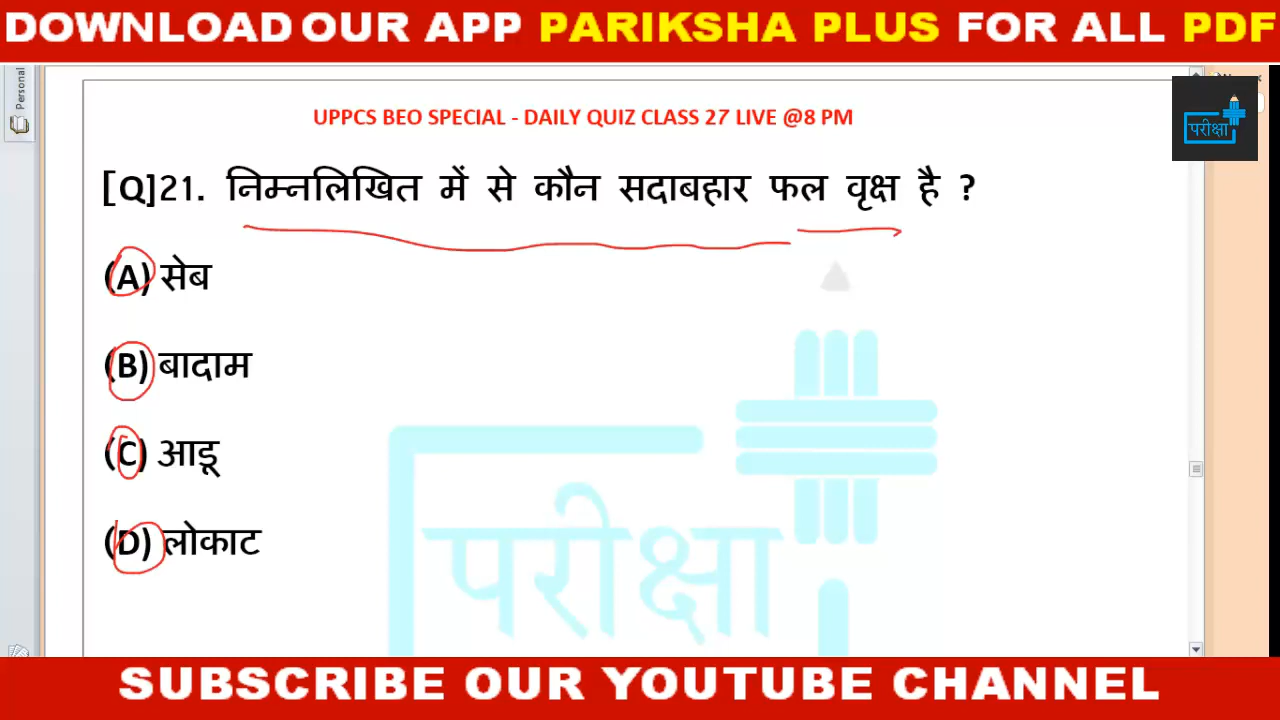 DOWNLOAD OUR APP PARIKSHA PLUS FOR ALL PDF
Personal
UPPCS BEO SPECIAL - DAILY QUIZ CLASS 27 LIVE @8 PM
परीक्षा
[Q]21. निम्नलिखित में से कौन सदाबहार फल वृक्ष है ?
(A) सेब
(B) बादाम
(C) आडू
(D) लोकाट
परीक्षा
SUBSCRIBE OUR YOUTUBE CHANNEL